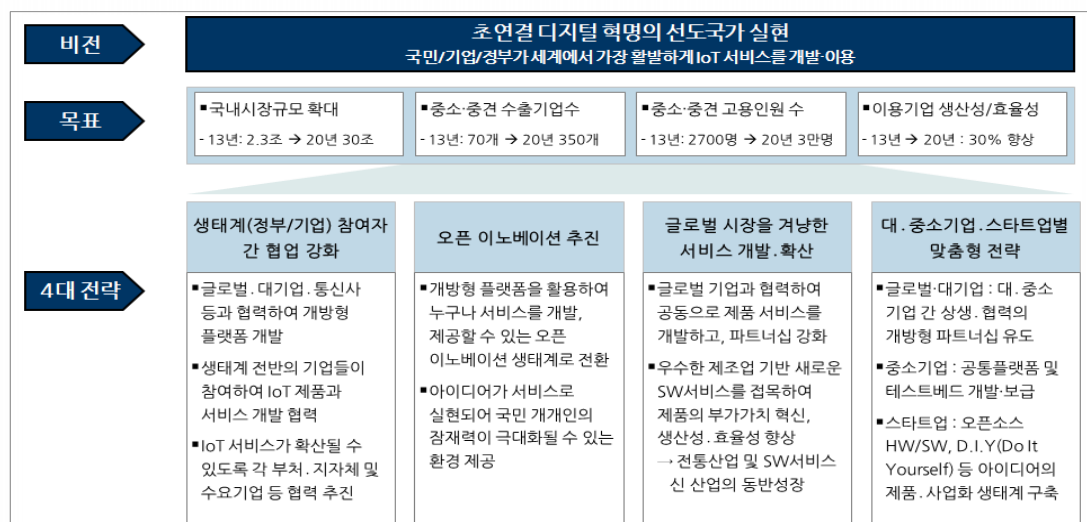 비전
초연결 디지털 혁명의 선도국가 실현
국민/기업/정부가 세계에서 가장 활발하게 IoT 서비스를 개발·이용
목표
▪국내시장규모 확대
- 13년: 2.3조 → 20년 30조
▪중소·중견 수출기업수
- 13년: 70개 → 20년 350개
▪중소·중견 고용인원 수
- 13년: 2700명 → 20년 3만명
▪이용기업 생산성/효율성
- 13년 → 20년 : 30% 향상
4대 전략
생태계(정부/기업) 참여자
간 협업 강화
▪글로벌.대기업.통신사
등과 협력하여 개방형
플랫폼 개발
▪생태계 전반의 기업들이
참여하여 IoT 제품과
서비스 개발 협력
▪IoT 서비스가 확산될 수
있도록 각 부처.지자체 및
수요기업 등 협력 추진
오픈 이노베이션 추진
▪개방형 플랫폼을 활용하여
누구나 서비스를 개발,
제공할 수 있는 오픈
이노베이션 생태계로 전환
▪아이디어가 서비스로
실현되어 국민 개개인의
잠재력이 극대화될 수 있는
환경 제공
글로벌 시장을 겨냥한
서비스 개발.확산
▪글로벌 기업과 협력하여
공동으로 제품 서비스를
개발하고, 파트너십 강화
▪우수한 제조업 기반 새로운
SW서비스를 접목하여
제품의 부가가치 혁신,
생산성.효율성 향상
→ 전통산업 및 SW서비스
신 산업의 동반성장
대.중소기업.스타트업별
맞춤형 전략
▪글로벌·대기업 : 대.중소
기업 간 상생.협력의
개방형 파트너십 유도
▪중소기업 : 공통플랫폼 및
테스트베드 개발·보급
▪스타트업 : 오픈소스
HW/SW, D.I.Y(Do It
Yourself) 등 아이디어의
제품.사업화 생태계 구축